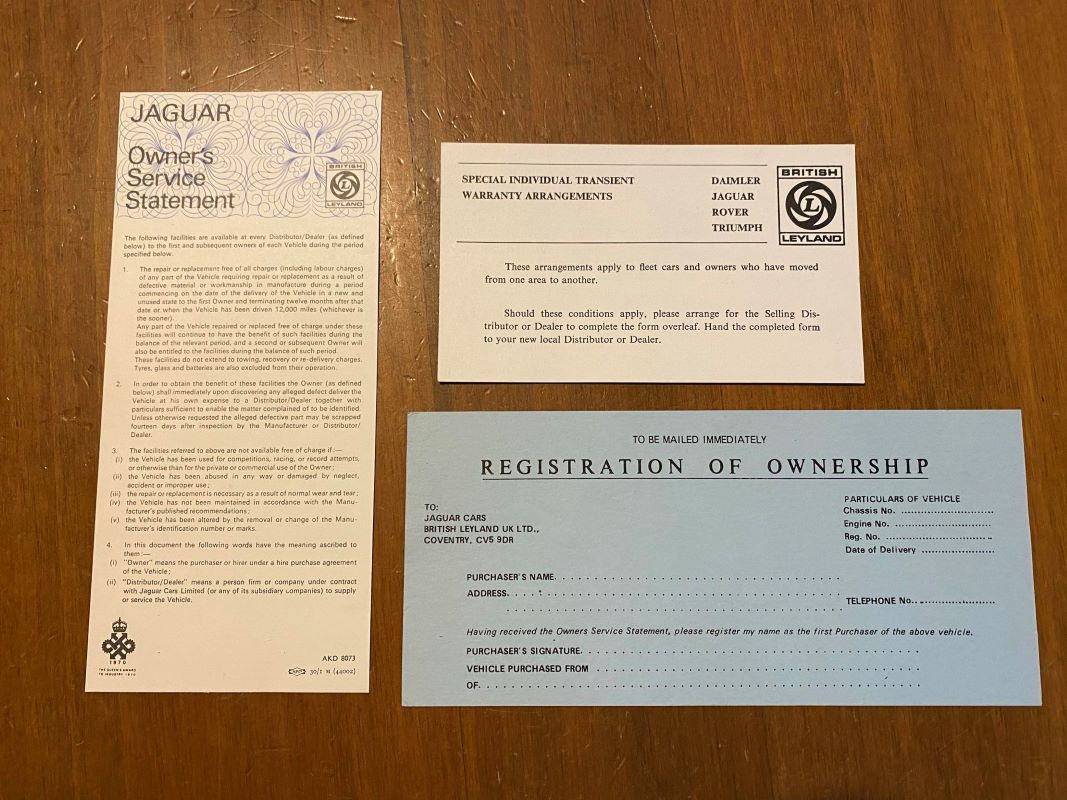 JAGUAR
Owner's
Service
Statement
BRITISH
L
LEYLAND
The following facilities are available at every Distributor/Dealer (as defined
below) to the first and subsequent owners of each Vehicle during the period
specified below.
1. The repair or replacement free of all charges (including labour charges)
of any part of the Vehicle requiring repair or replacement as a result of
defective material or workmanship in manufacture during a period
commencing on the date of the delivery of the Vehicle in a new and
unused state to the first Owner and terminating twelve months after that
date or when the Vehicle has been driven 12,000 miles (whichever is
the sooner).
Any part of the Vehicle repaired or replaced free of charge under these
facilities will continue to have the benefit of such facilities during the
balance of the relevant period, and a second or subsequent Owner will
also be entitled to the facilities during the balance of such period.
These facilities do not extend to towing, recovery or re-delivery charges.
Tyres, glass and batteries are also excluded from their operation.
2. In order to obtain the benefit of these facilities the Owner (as defined
below) shall immediately upon discovering any alleged defect deliver the
Vehicle at his own expense to a Distributor/Dealer together with
particulars sufficient to enable the matter complained of to be identified.
Unless otherwise requested the alleged defective part may be scrapped
fourteen days after inspection by the Manufacturer or Distributor/
Dealer.
3. The facilities referred to above are not available free of charge if:—
(i) the Vehicle has been used for competitions, racing, or record attempts,
or otherwise than for the private or commercial use of the Owner;
(ii) the Vehicle has been abused in any way or damaged by neglect,
accident or improper use;
(iii) the repair or replacement is necessary as a result of normal wear and tear;
(iv) the Vehicle has not been maintained in accordance with the Manu-
facturer's published recommendations;
(v) the Vehicle has been altered by the removal or change of the Manu-
facturer's identification number or marks.
4. In this document the following words have the meaning ascribed to
them:—
(i) "Owner" means the purchaser or hirer under a hire purchase agreement
of the Vehicle;
(ii) "Distributor/Dealer" means a person firm or company under contract
with Jaguar Cars Limited (or any of its subsidiary companies) to supply
or service the Vehicle.
1970
THE QUEEN'S AWARD
TO INDUSTRY 1970
AKD 8073
30/1 M (44002)
SPECIAL INDIVIDUAL TRANSIENT
WARRANTY ARRANGEMENTS
DAIMLER
JAGUAR
ROVER
TRIUMPH
BRITISH
L
LEYLAND
These arrangements apply to fleet cars and owners who have moved
from one area to another.
Should these conditions apply, please arrange for the Selling Dis-
tributor or Dealer to complete the form overleaf. Hand the completed form
to your new local Distributor or Dealer.
TO BE MAILED IMMEDIATELY
REGISTRATION OF OWNERSHIP
TO:
JAGUAR CARS
BRITISH LEYLAND UK LTD.,
COVENTRY, CV5 9DR
PARTICULARS OF VEHICLE
Chassis No. ............................
Engine No. ............................
Reg. No. ...............................
Date of Delivery ......................
PURCHASER'S NAME. . . . . . . . . . . . . . . . . . . . . . . . . . . . . .
ADDRESS. . . . . . . . . . . . . . . . . . . . . . . . . . . . . . . . . . .
. . . . . . . . . . . . . . . . . . . . . . . . . . . . . . . . . . .
TELEPHONE No. .......................
Having received the Owners Service Statement, please register my name as the first Purchaser of the above vehicle.
PURCHASER'S SIGNATURE. . . . . . . . . . . . . . . . . . . . . . . . . . . . . . . . . . .
VEHICLE PURCHASED FROM . . . . . . . . . . . . . . . . . . . . . . . . . . . . . . . . .
OF. . . . . . . . . . . . . . . . . . . . . . . . . . . . . . . . . . . . . . . . . . . . .